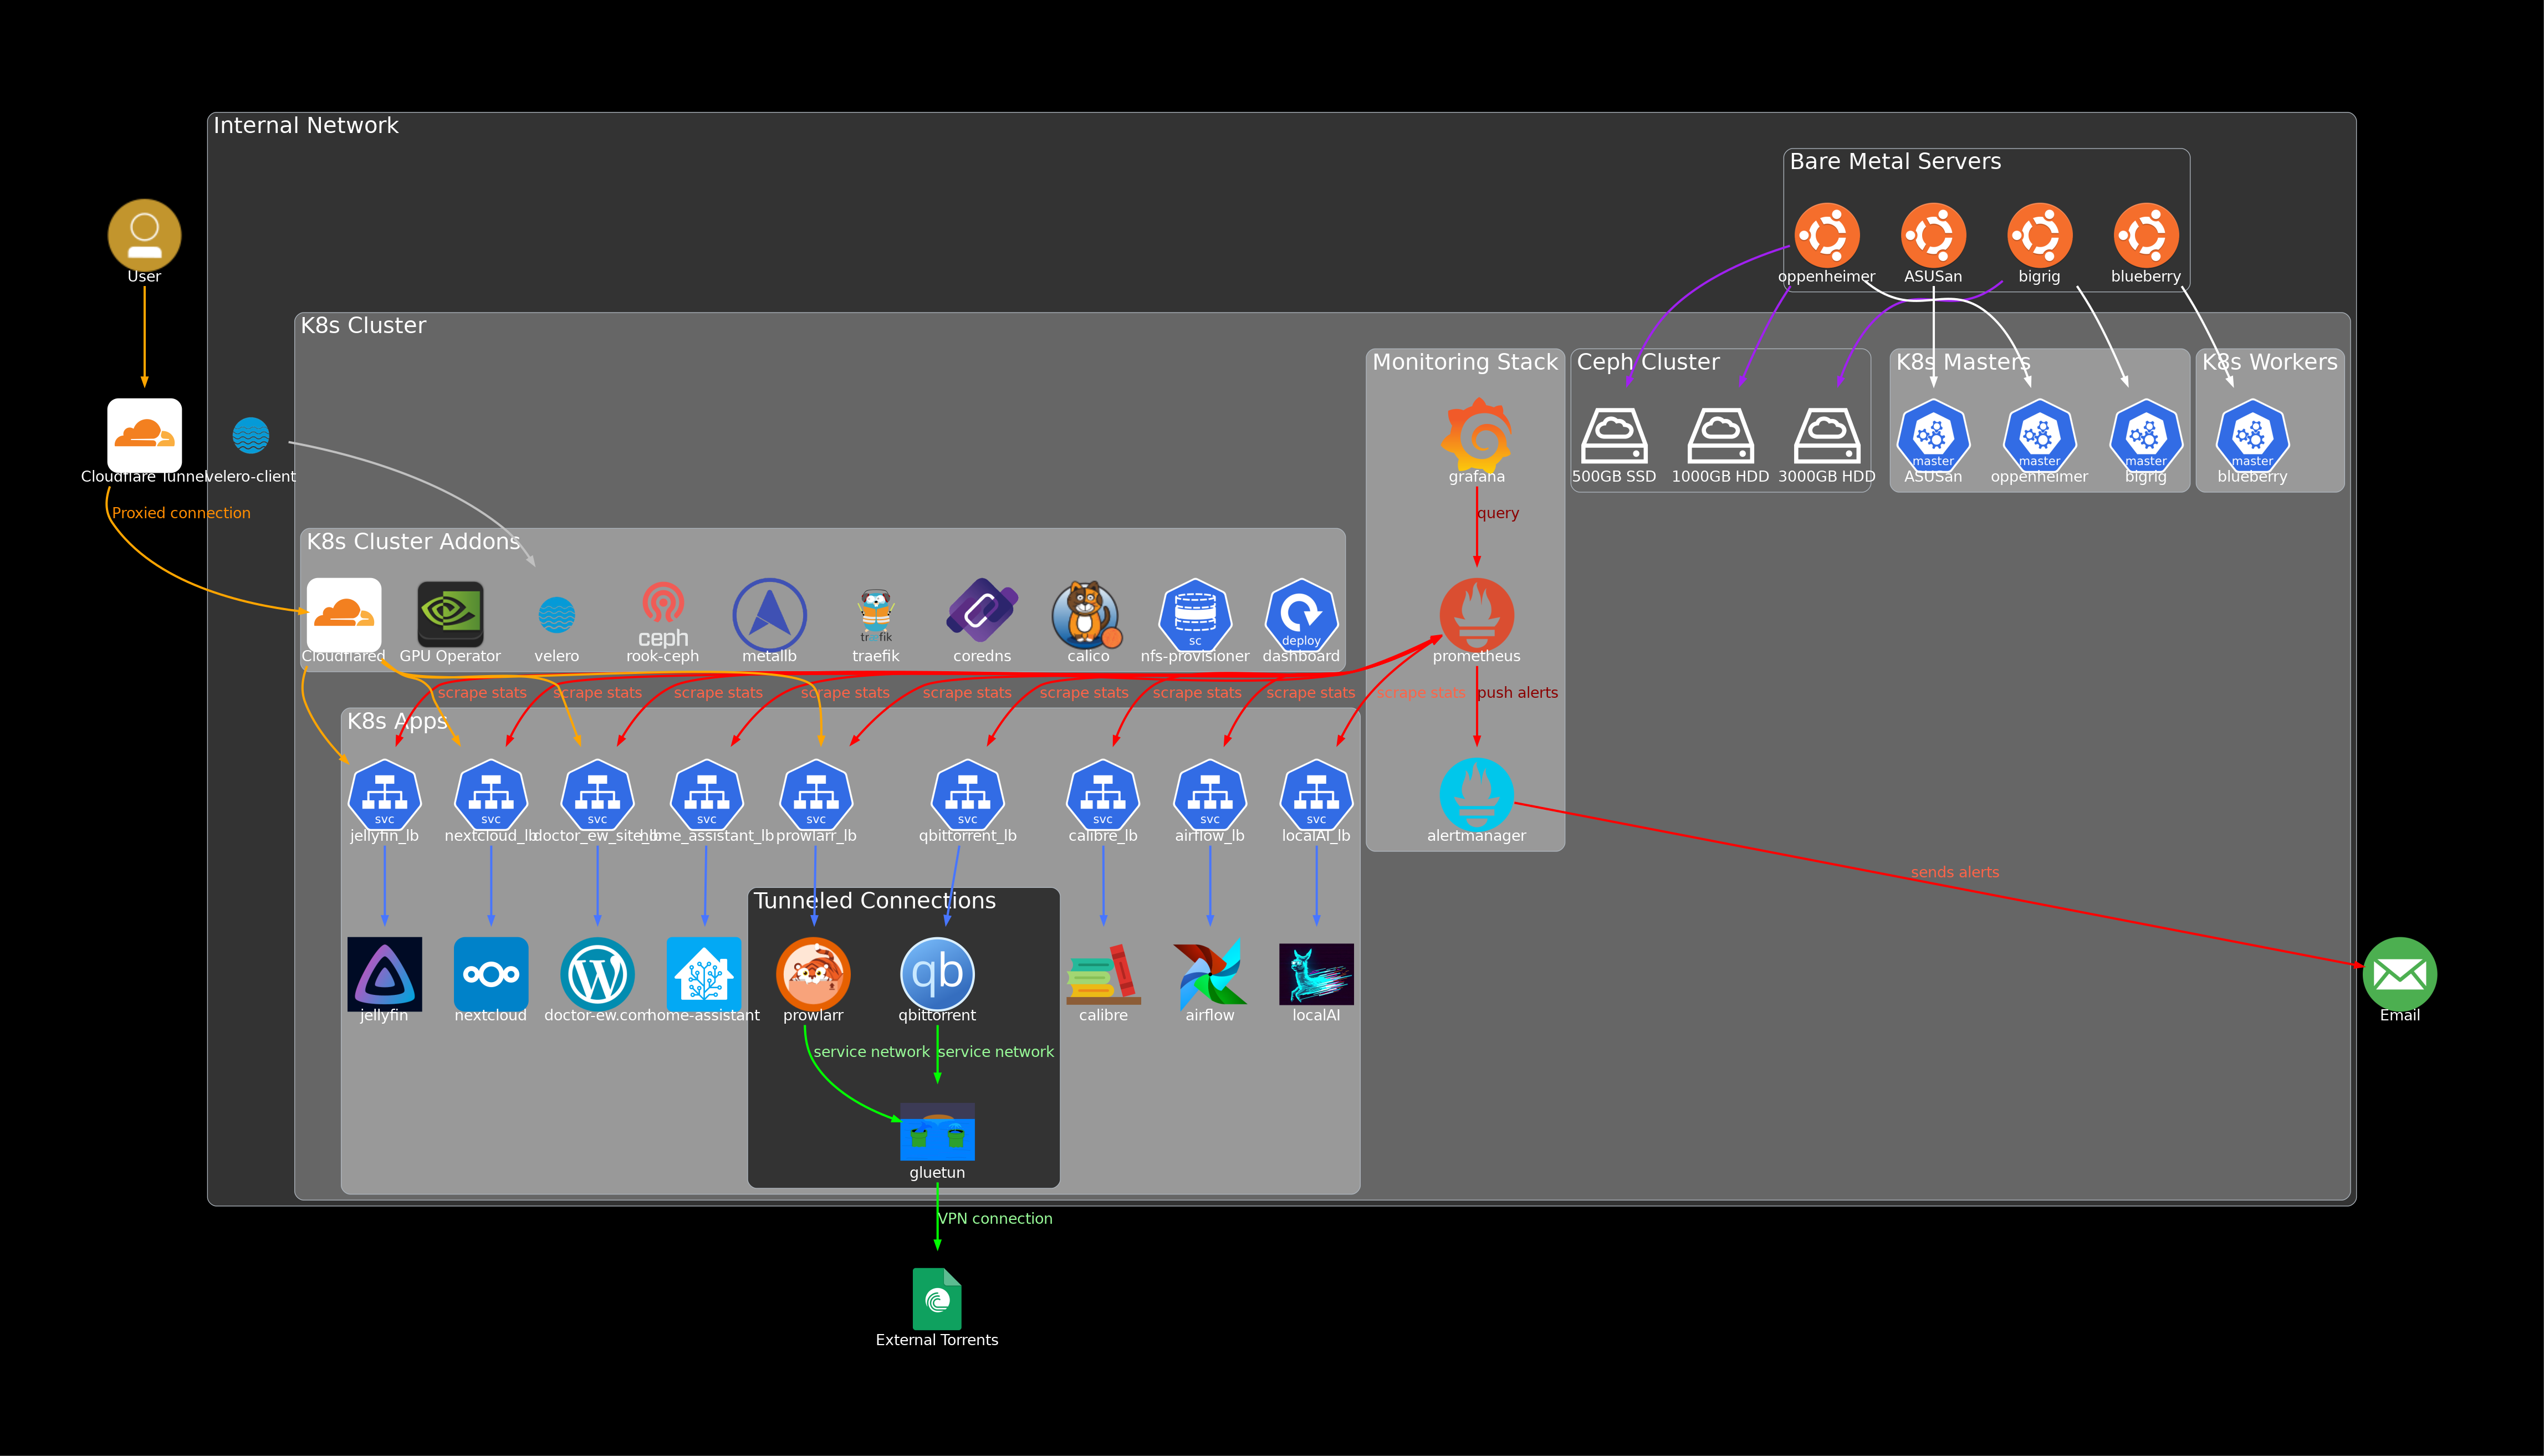 Internal Network
Bare Metal Servers
User
oppenheimer
ASUSan
bigrig
blueberry
K8s Cluster
Monitoring Stack
Ceph Cluster
K8s Masters
K8s Workers
master
master
master
master
Cloudflare Tunnel
velero-client
grafana
500GB SSD
1000GB HDD
3000GB HDD
ASUSan
oppenheimer
bigrig
blueberry
Proxied connection
query
K8s Cluster Addons
ceph
træfik
sc
deploy
Cloudflared
GPU Operator
velero
rook-ceph
metallb
traefik
coredns
calico
nfs-provisioner
dashboard
prometheus
scrape stats
scrape stats
scrape stats
scrape stats
scrape stats
scrape stats
scrape stats
scrape stats
scrape stats
push alerts
K8s Apps
svc
svc
svc
svc
svc
svc
svc
svc
svc
jellyfin_lb
nextcloud_lb
doctor_ew_site_lb
home_assistant_lb
prowlarr_lb
qbittorrent_lb
calibre_lb
airflow_lb
localAI_lb
alertmanager
sends alerts
Tunneled Connections
qb
jellyfin
nextcloud
doctor-ew.com
home-assistant
prowlarr
qbittorrent
calibre
airflow
localAI
Email
service network
service network
gluetun
VPN connection
External Torrents